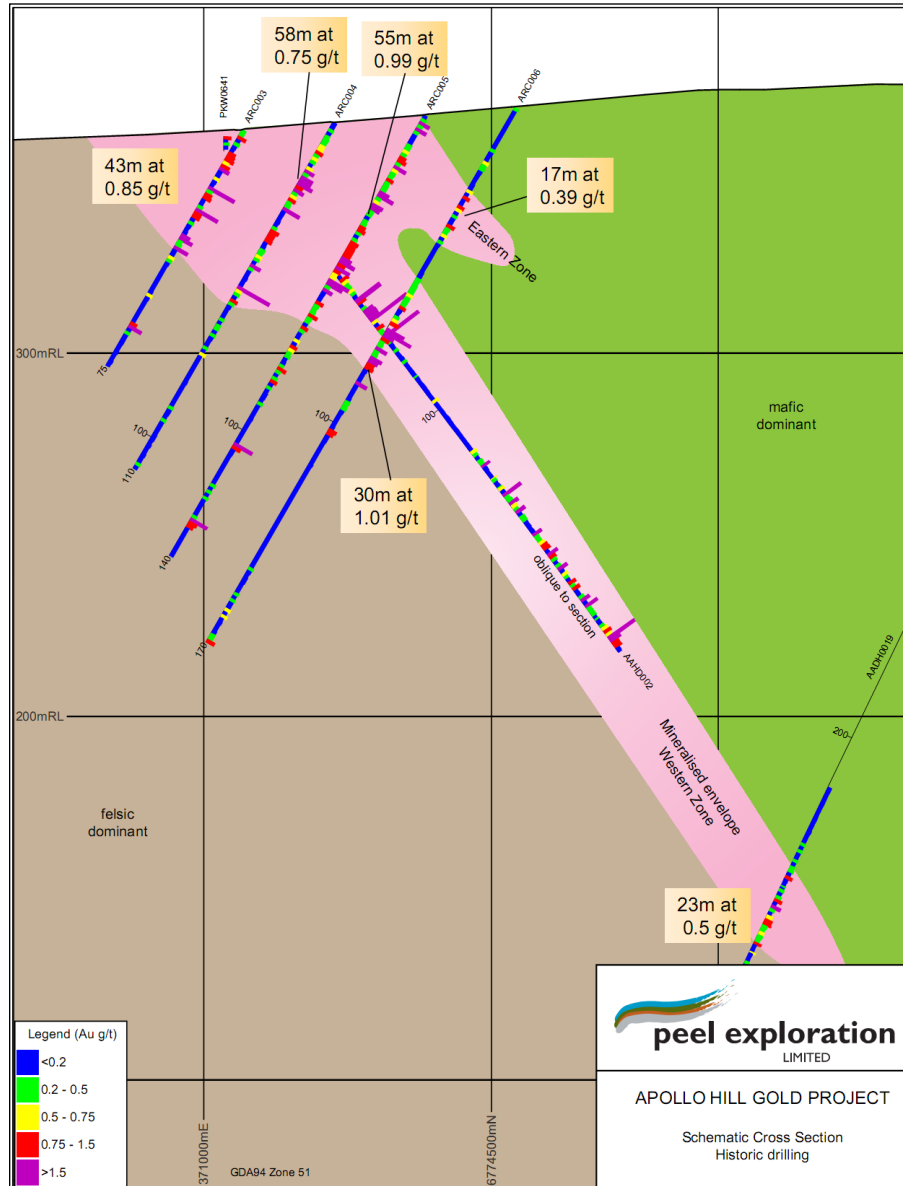 58m at
0.75 g/t
55m at
0.99 g/t
PKW0641
ARC003
ARC004
ARC005
ARC006
43m at
0.85 g/t
17m at
0.39 g/t
Eastern Zone
300mRL
75
100
110
100
140
100
170
100
mafic
dominant
30m at
1.01 g/t
oblique to section
AAHD002
AADH0019
200
200mRL
Mineralised envelope
Western Zone
felsic
dominant
23m at
0.5 g/t
Legend (Au g/t)
<0.2
0.2 - 0.5
0.5 - 0.75
0.75 - 1.5
>1.5
371000mE
GDA94 Zone 51
6774500mN
peel exploration
LIMITED
APOLLO HILL GOLD PROJECT
Schematic Cross Section
Historic drilling